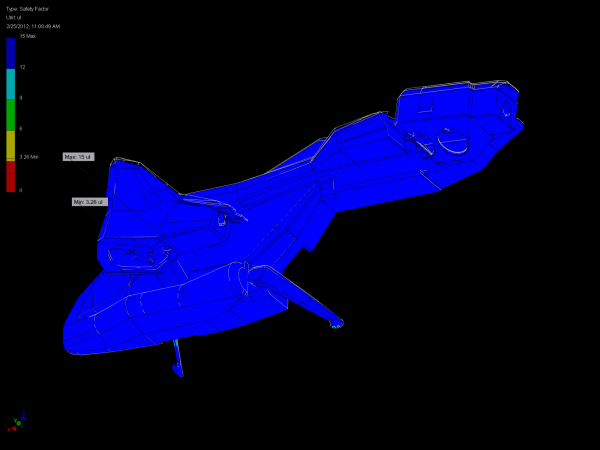 Type: Safety Factor
Unit: ul
2/25/2012, 11:08:49 AM
15 Max
12
9
6
3.26 Min
0
Max: 15 ul
Min: 3.26 ul